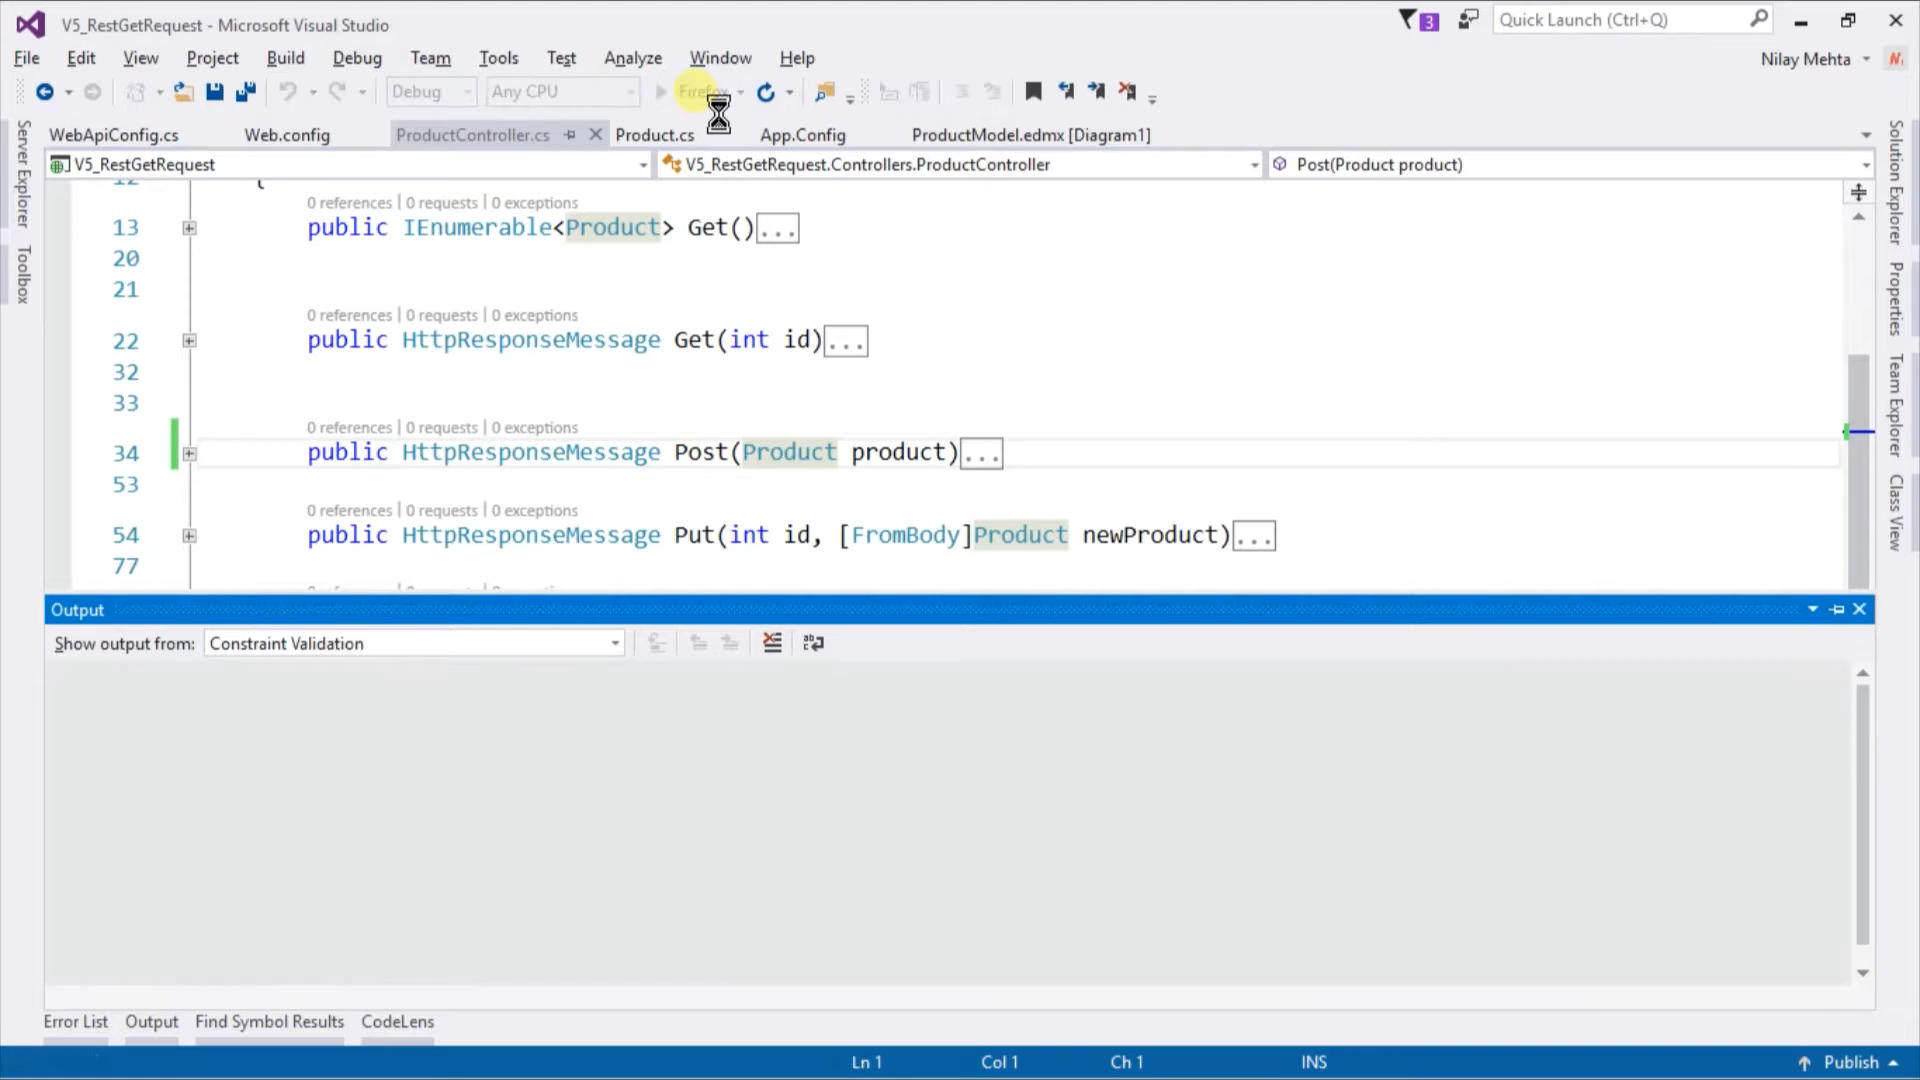 V5_RestGetRequest - Microsoft Visual Studio
3
Quick Launch (Ctrl+Q)
File Edit View Project Build Debug Team Tools Test Analyze Window Help
Nilay Mehta
Debug Any CPU Firefox
WebApiConfig.cs Web.config ProductController.cs Product.cs App.Config ProductModel.edmx [Diagram1]
V5_RestGetRequest V5_RestGetRequest.Controllers.ProductController Post(Product product)
Server Explorer
Toolbox
Solution Explorer
Properties
Team Explorer
Class View
12 {
0 references | 0 requests | 0 exceptions
13 public IEnumerable<Product> Get()...
20
21
0 references | 0 requests | 0 exceptions
22 public HttpResponseMessage Get(int id)...
32
33
0 references | 0 requests | 0 exceptions
34 public HttpResponseMessage Post(Product product)...
53
0 references | 0 requests | 0 exceptions
54 public HttpResponseMessage Put(int id, [FromBody]Product newProduct)...
77
Output
Show output from: Constraint Validation
Error List Output Find Symbol Results CodeLens
Ln 1 Col 1 Ch 1 INS Publish